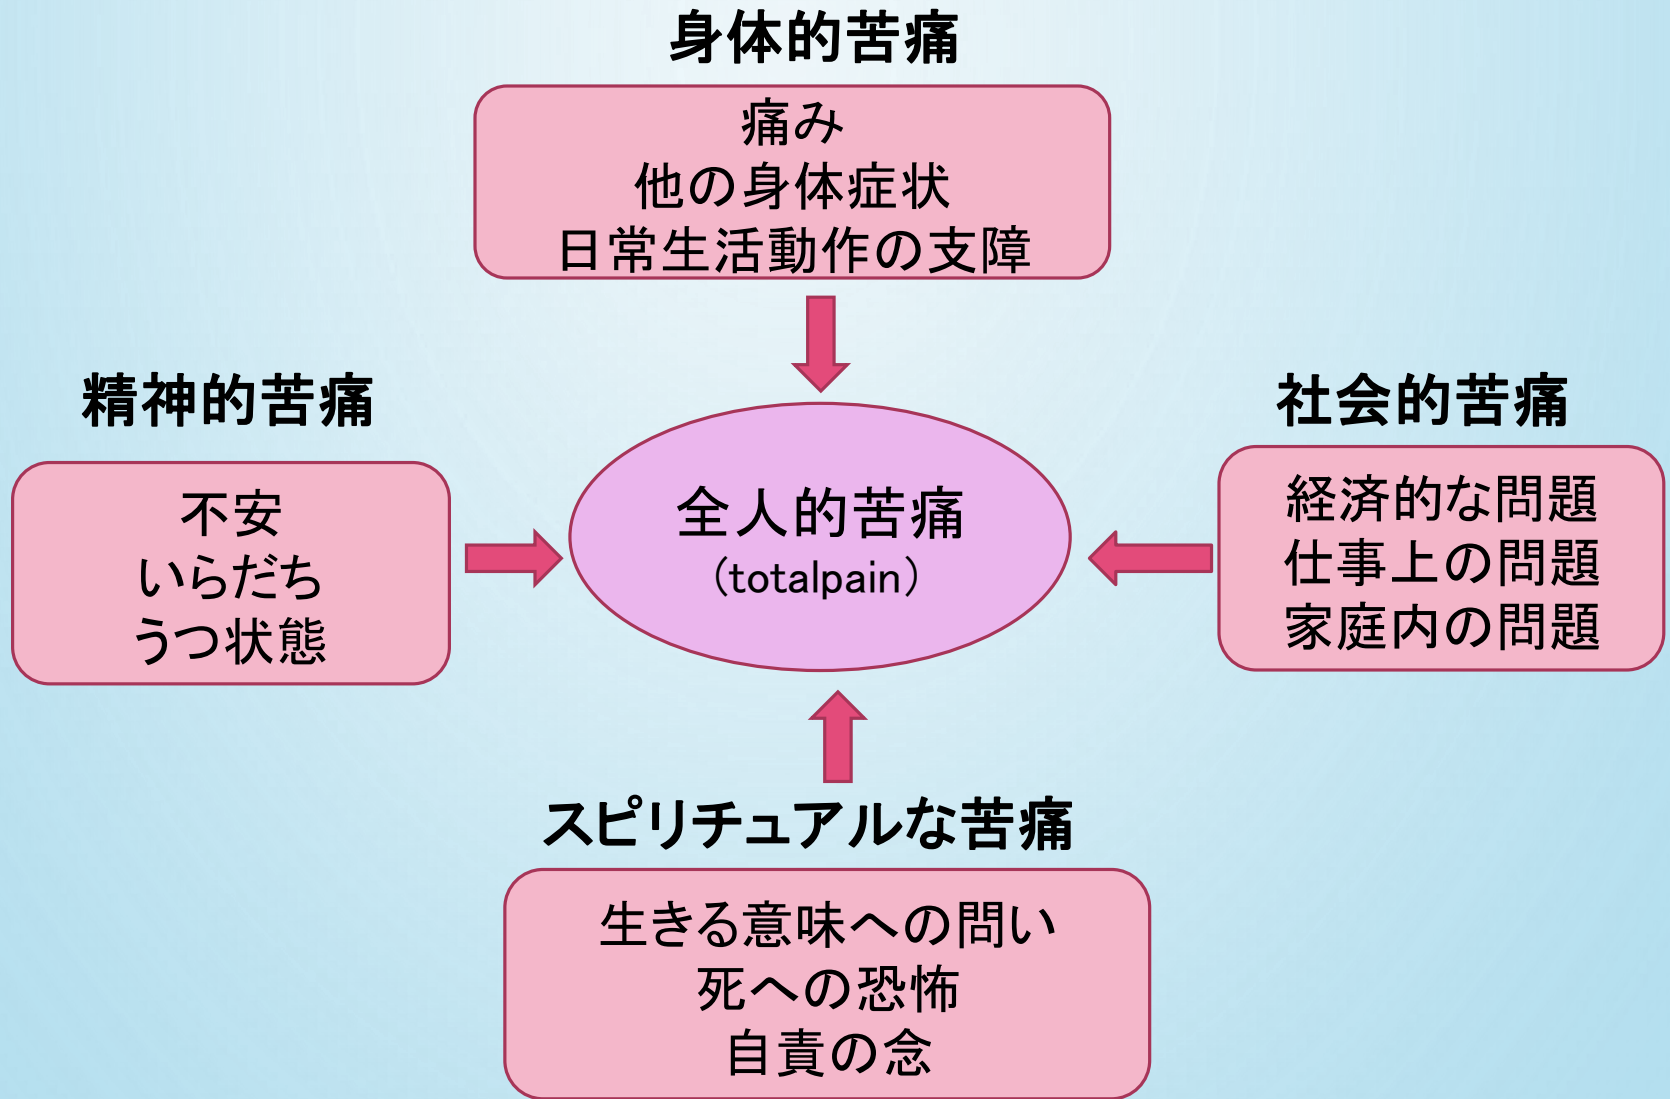 身体的苦痛
痛み
他の身体症状
日常生活動作の支障
精神的苦痛
不安
いらだち
うつ状態
全人的苦痛
（totalpain）
社会的苦痛
経済的な問題
仕事上の問題
家庭内の問題
スピリチュアルな苦痛
生きる意味への問い
死への恐怖
自責の念